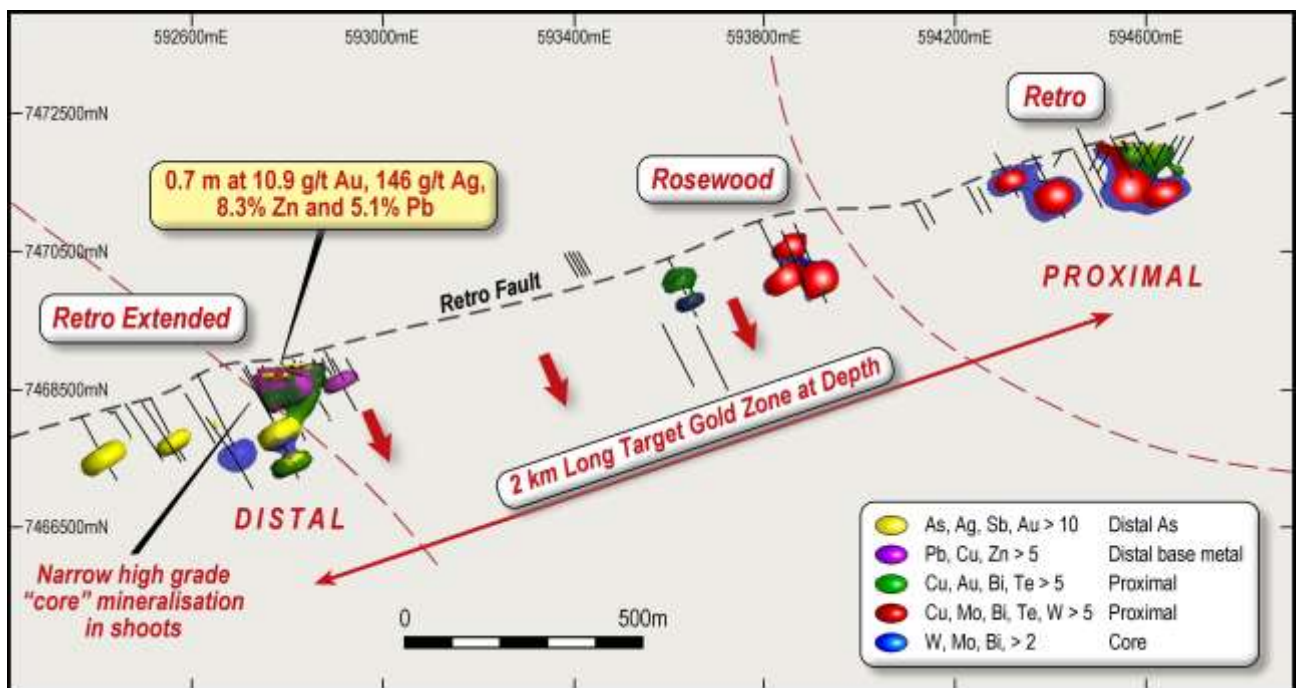 592600mE
593000mE
593400mE
593800mE
594200mE
594600mE
7472500mN
7470500mN
7468500mN
7466500mN
Retro
Rosewood
0.7 m at 10.9 g/t Au, 146 g/t Ag,
8.3% Zn and 5.1% Pb
PROXIMAL
Retro Fault
Retro Extended
2 km Long Target Gold Zone at Depth
DISTAL
Narrow high grade
“core” mineralisation
in shoots
0
500m
As, Ag, Sb, Au > 10 Distal As
Pb, Cu, Zn > 5 Distal base metal
Cu, Au, Bi, Te > 5 Proximal
Cu, Mo, Bi, Te, W > 5 Proximal
W, Mo, Bi, > 2 Core